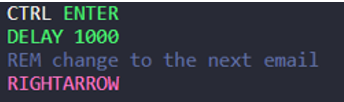 CTRL ENTER
DELAY 1000
REM change to the next email
RIGHTARROW